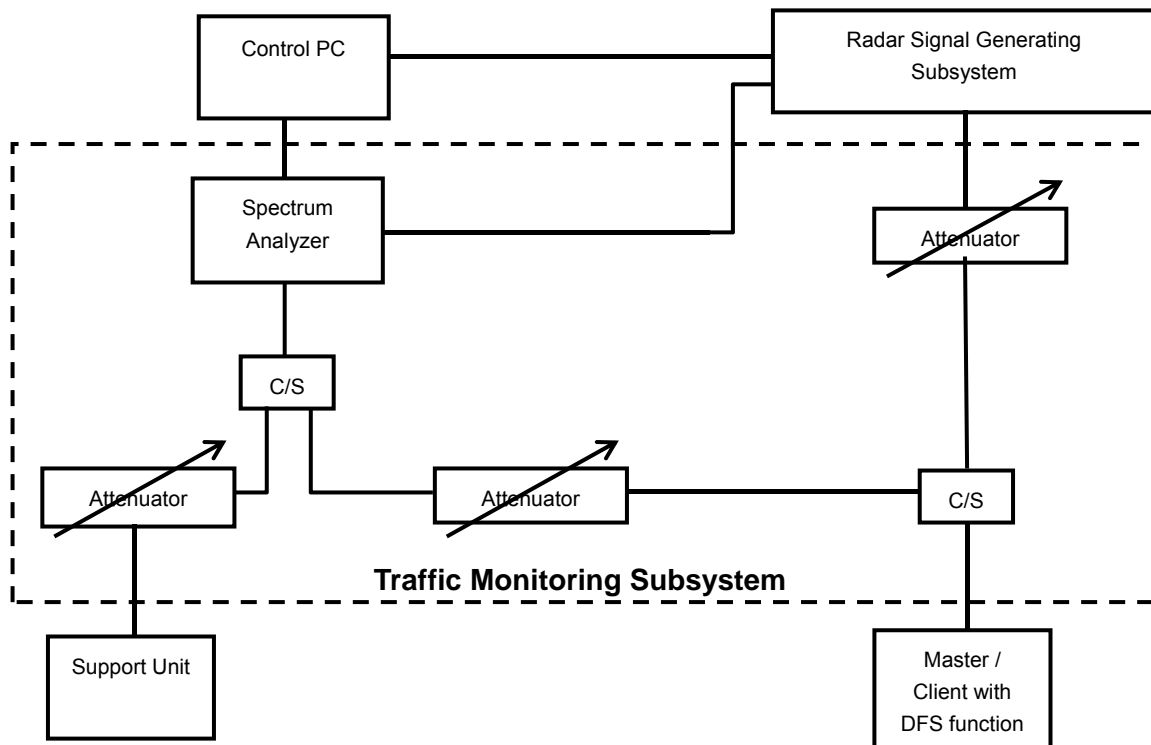 Control PC
Radar Signal Generating
Subsystem
Spectrum
Analyzer
Attenuator
C/S
Attenuator
Attenuator
C/S
Traffic Monitoring Subsystem
Support Unit
Master /
Client with
DFS function